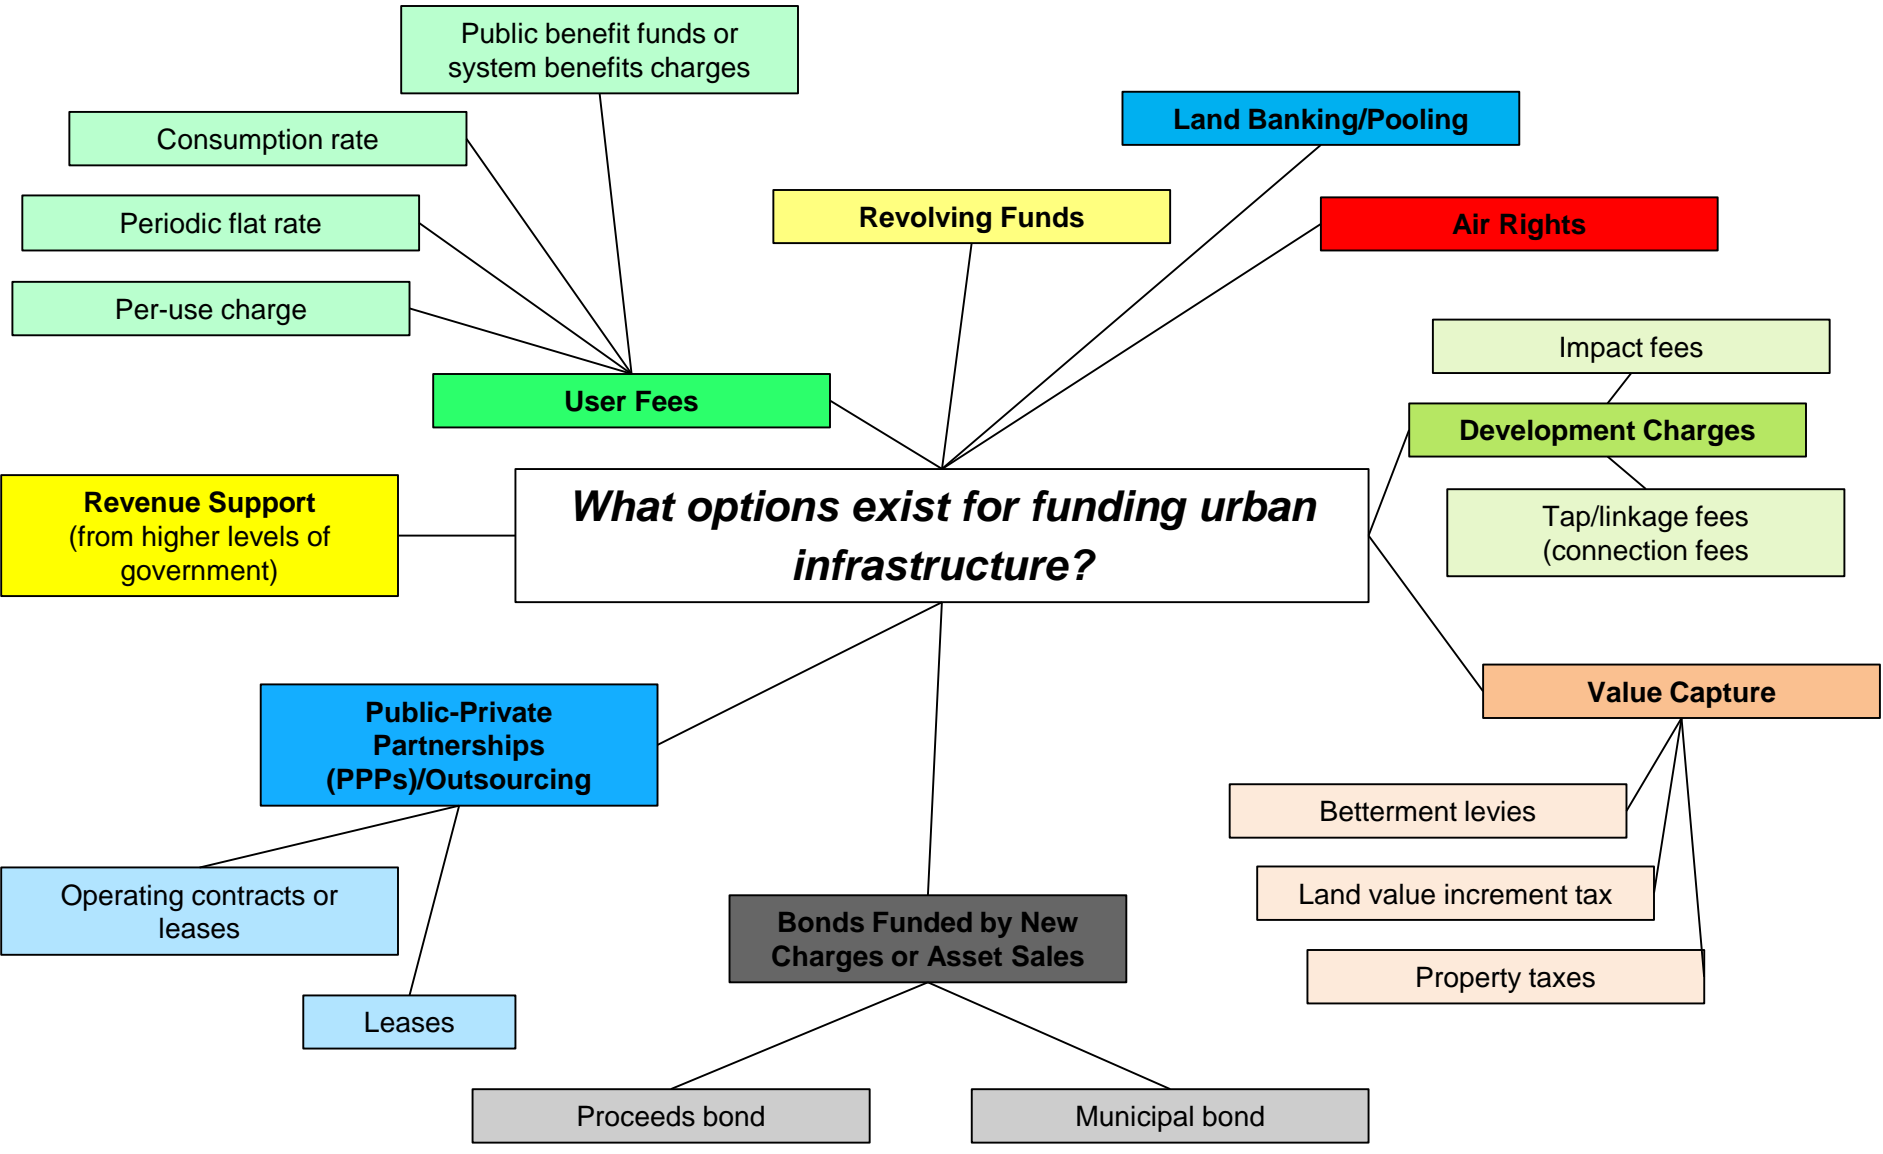 Public benefit funds or
system benefits charges
Consumption rate
Land Banking/Pooling
Periodic flat rate
Revolving Funds
Air Rights
Per-use charge
Impact fees
User Fees
Development Charges
Revenue Support
(from higher levels of
government)
What options exist for funding urban
infrastructure?
Tap/linkage fees
(connection fees
Public-Private
Partnerships
(PPPs)/Outsourcing
Value Capture
Betterment levies
Operating contracts or
leases
Land value increment tax
Bonds Funded by New
Charges or Asset Sales
Property taxes
Leases
Proceeds bond
Municipal bond